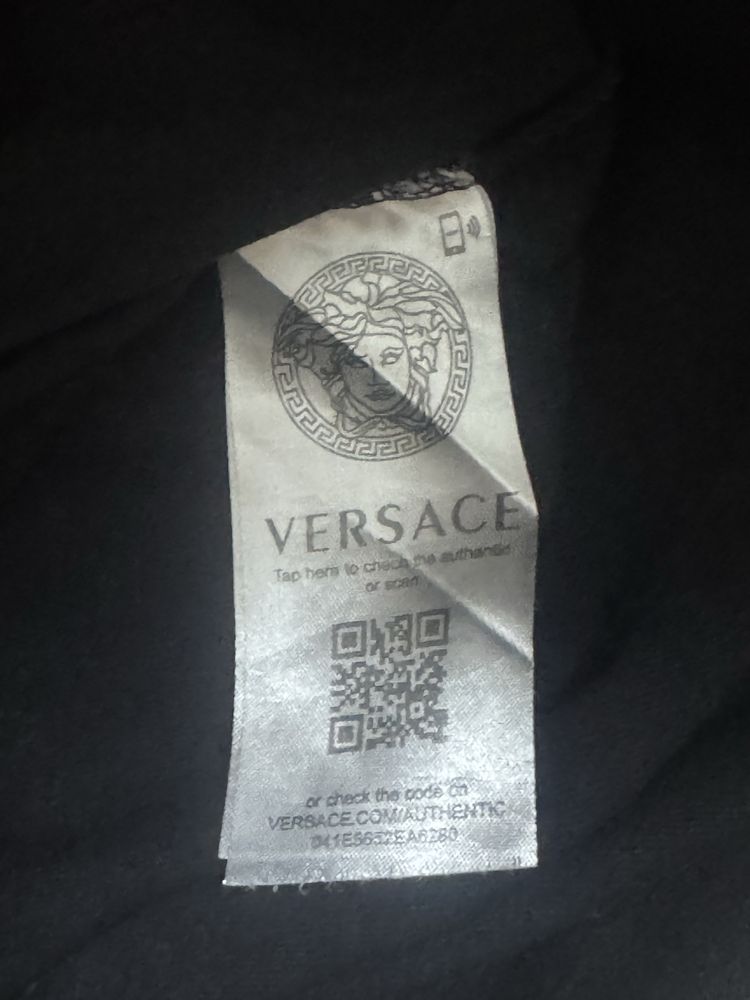 VERSACE
Tap here to check the authentic
or scan
or check the code on
VERSACE.COM/AUTHENTIC